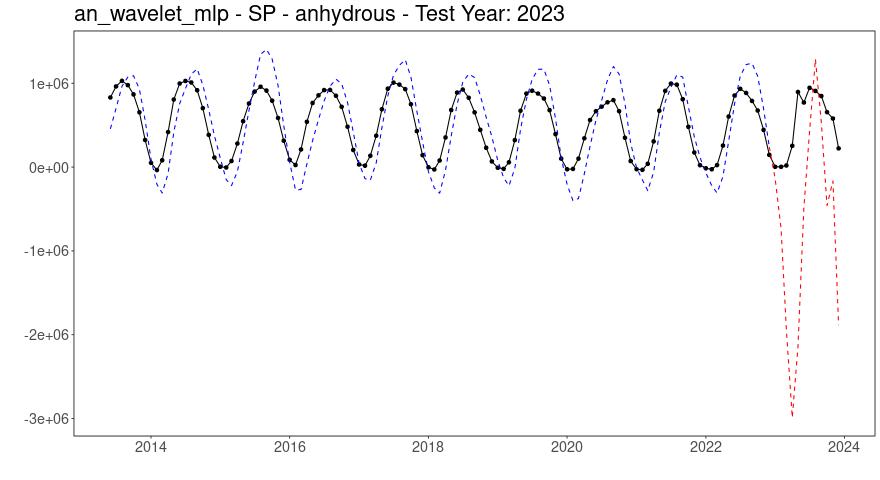 an_wavelet_mlp - SP - anhydrous - Test Year: 2023
1e+06
0e+00
-1e+06
-2e+06
-3e+06
2014 2016 2018 2020 2022 2024